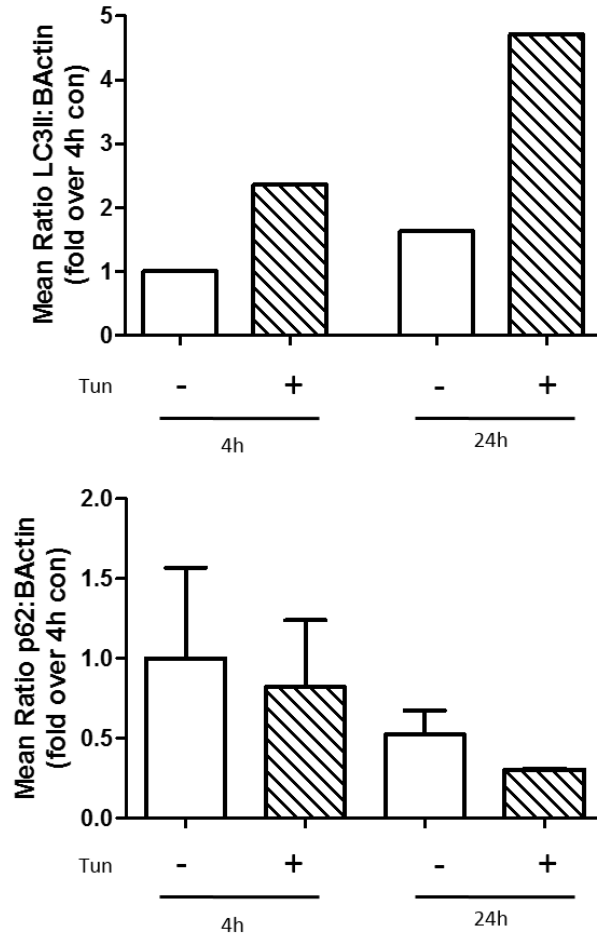 Mean Ratio LC3II:BActin
(fold over 4h con)
5
4
3
2
1
0
Tun - + - +
4h 24h
Mean Ratio p62:BActin
(fold over 4h con)
2.0
1.5
1.0
0.5
0.0
Tun - + - +
4h 24h